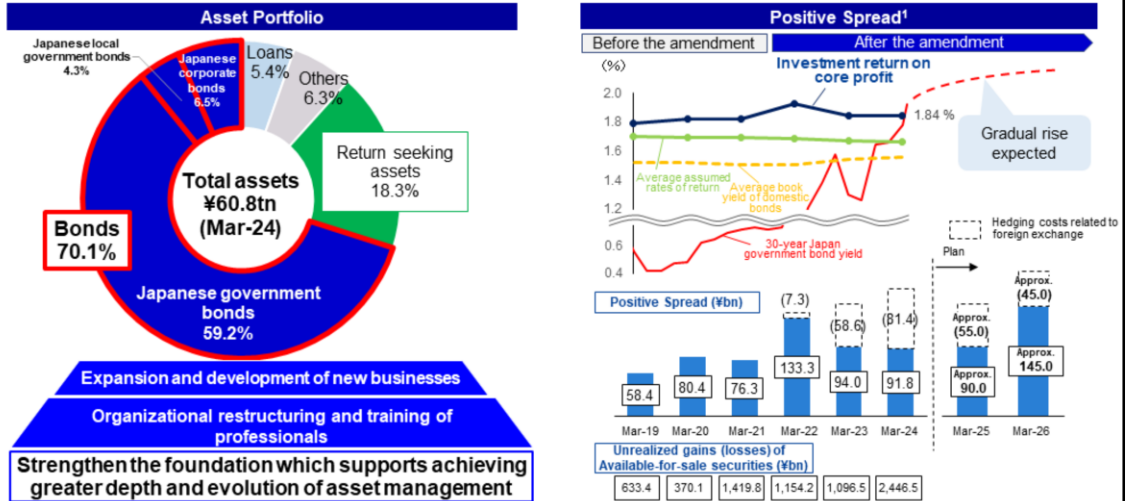 Asset Portfolio
Japanese local
government bonds
4.3%
Japanese
corporate
bonds
6.5%
Loans
5.4%
Others
6.3%
Return seeking
assets
18.3%
Total assets
¥60.8tn
(Mar-24)
Bonds
70.1%
Japanese government
bonds
59.2%
Expansion and development of new businesses
Organizational restructuring and training of
professionals
Strengthen the foundation which supports achieving
greater depth and evolution of asset management
Positive Spread¹
Before the amendment
After the amendment
(%)
Investment return on
core profit
2.0
1.8
1.6
1.4
1.2
0.6
0.4
1.84 %
Gradual rise
expected
Average assumed
rates of return
Average book
yield of domestic
bonds
30-year Japan
government bond yield
Hedging costs related to
foreign exchange
Plan
Positive Spread (¥bn)
(7.3)
(58.6)
(81.4)
Approx.
(55.0)
Approx.
(45.0)
58.4
80.4
76.3
133.3
94.0
91.8
Approx.
90.0
Approx.
145.0
Mar-19 Mar-20 Mar-21 Mar-22 Mar-23 Mar-24 Mar-25 Mar-26
Unrealized gains (losses) of
Available-for-sale securities (¥bn)
633.4 370.1 1,419.8 1,154.2 1,096.5 2,446.5